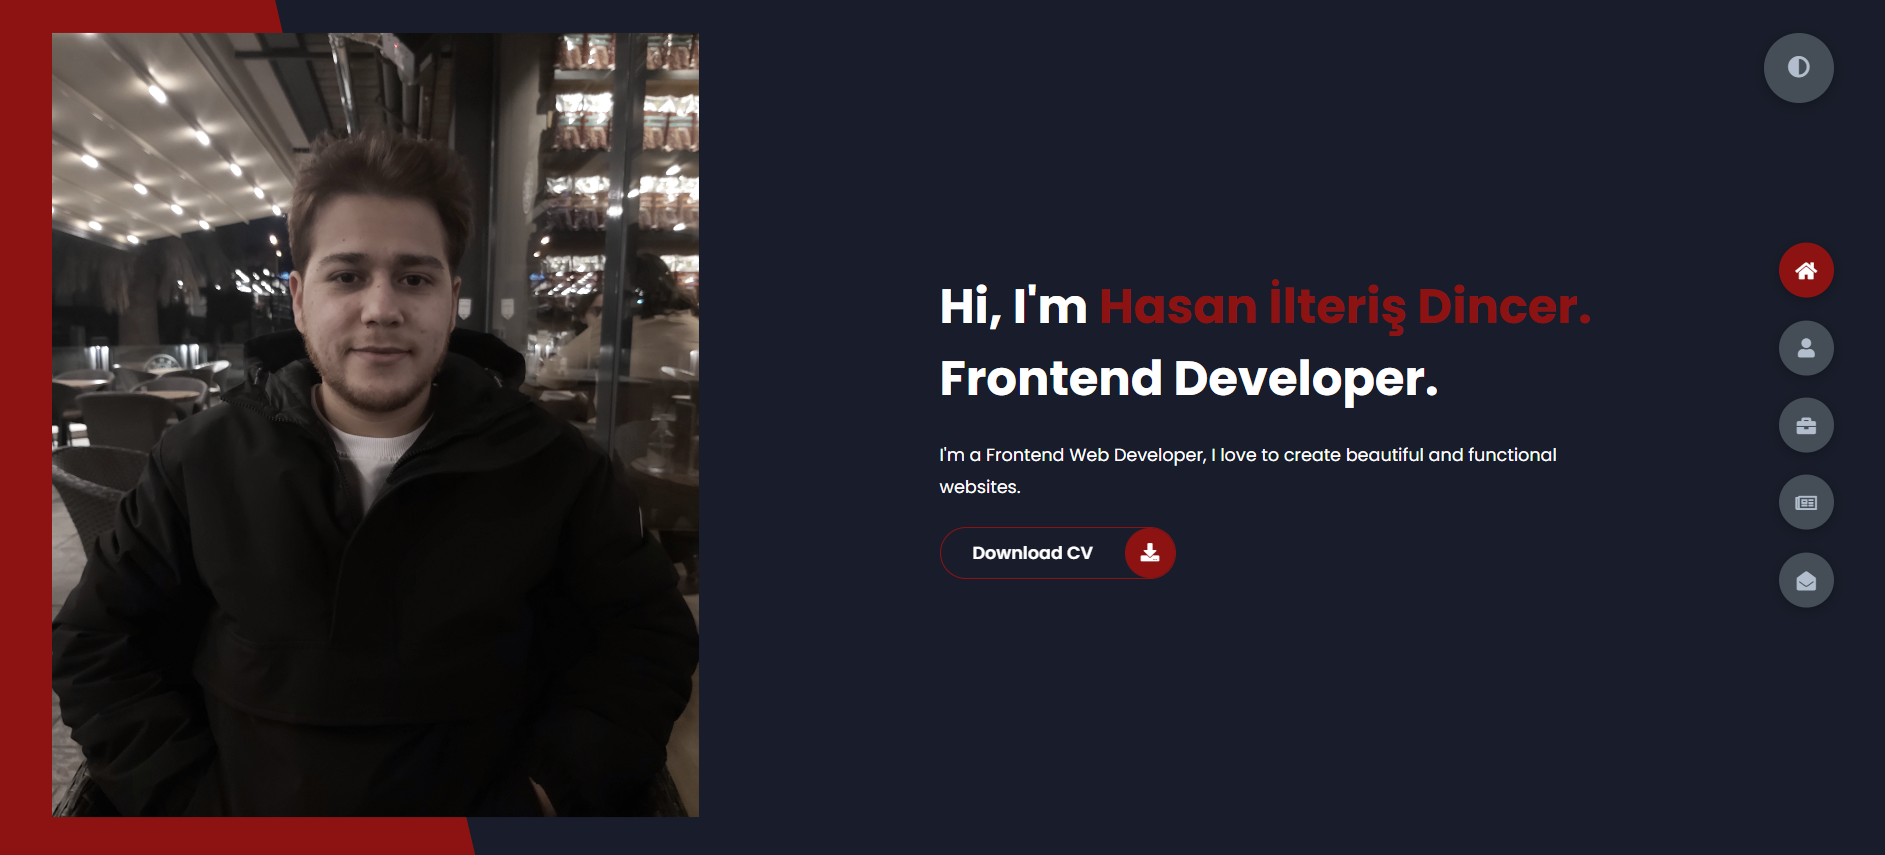 Hi, I'm Hasan İlteriş Dincer.
Frontend Developer.
I'm a Frontend Web Developer, I love to create beautiful and functional
websites.
Download CV